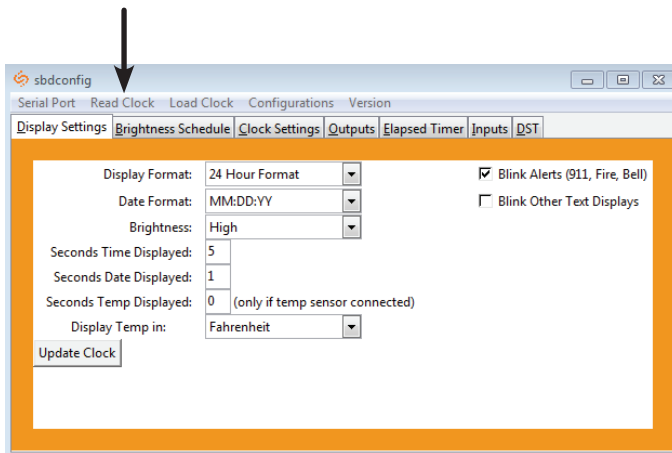 sbdconfig
Serial Port Read Clock Load Clock Configurations Version
Display Settings Brightness Schedule Clock Settings Outputs Elapsed Timer Inputs DST
Display Format: 24 Hour Format Blink Alerts (911, Fire, Bell)
Date Format: MM:DD:YY Blink Other Text Displays
Brightness: High
Seconds Time Displayed: 5
Seconds Date Displayed: 1
Seconds Temp Displayed: 0 (only if temp sensor connected)
Display Temp in: Fahrenheit
Update Clock